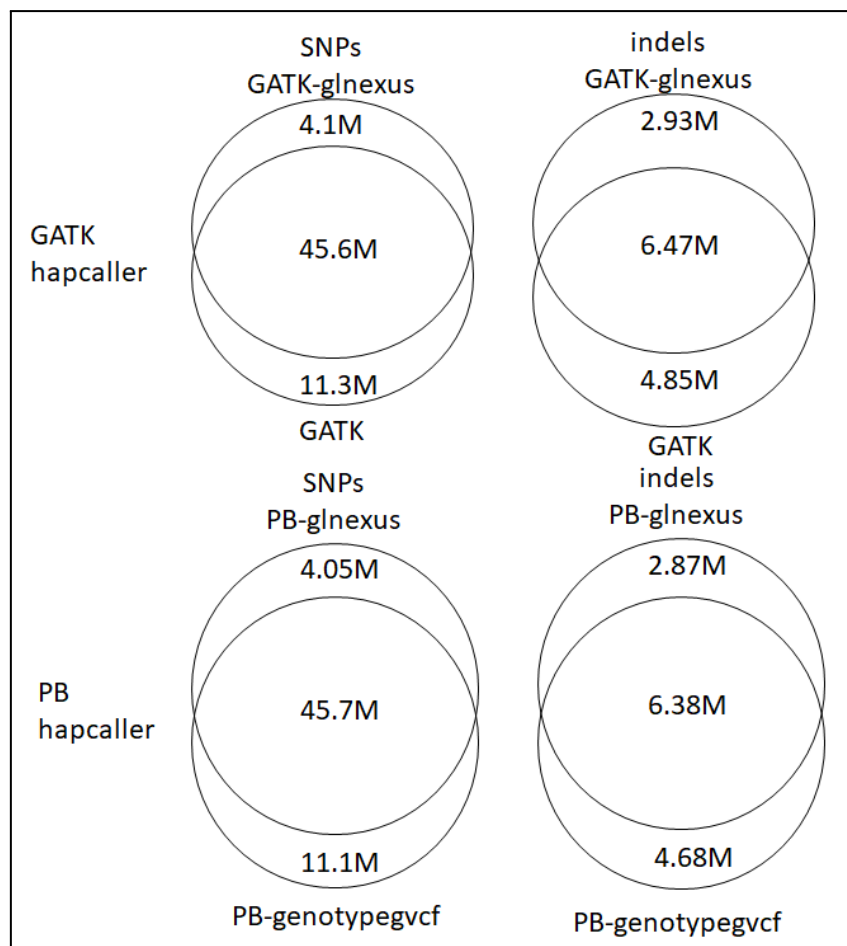 SNPs
GATK-glnexus
4.1M
GATK
hapcaller
45.6M
11.3M
GATK
indels
GATK-glnexus
2.93M
6.47M
4.85M
GATK
SNPs
PB-glnexus
4.05M
PB
hapcaller
45.7M
11.1M
PB-genotypegvcf
indels
PB-glnexus
2.87M
6.38M
4.68M
PB-genotypegvcf